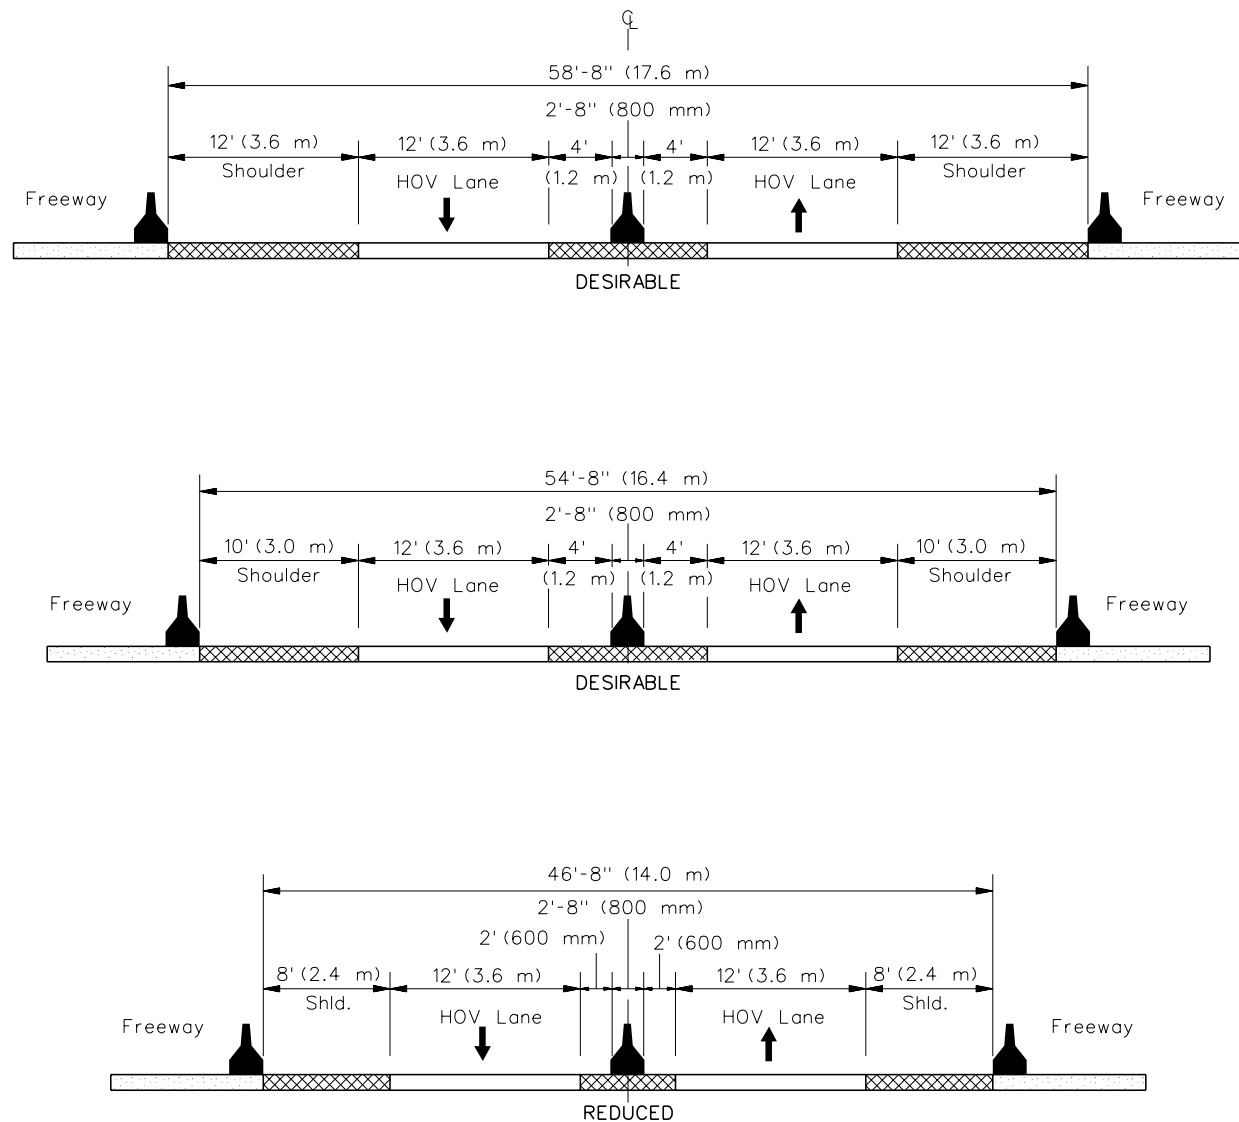 ℄
58'-8" (17.6 m)
2'-8" (800 mm)
12' (3.6 m) 12' (3.6 m) 4' 4' 12' (3.6 m) 12' (3.6 m)
Shoulder HOV Lane (1.2 m) (1.2 m) HOV Lane Shoulder
Freeway Freeway
DESIRABLE
54'-8" (16.4 m)
2'-8" (800 mm)
10' (3.0 m) 12' (3.6 m) 4' 4' 12' (3.6 m) 10' (3.0 m)
Shoulder HOV Lane (1.2 m) (1.2 m) HOV Lane Shoulder
Freeway Freeway
DESIRABLE
46'-8" (14.0 m)
2'-8" (800 mm)
2' (600 mm) 2' (600 mm)
8' (2.4 m) 12' (3.6 m) 12' (3.6 m) 8' (2.4 m)
Shld. HOV Lane HOV Lane Shld.
Freeway Freeway
REDUCED